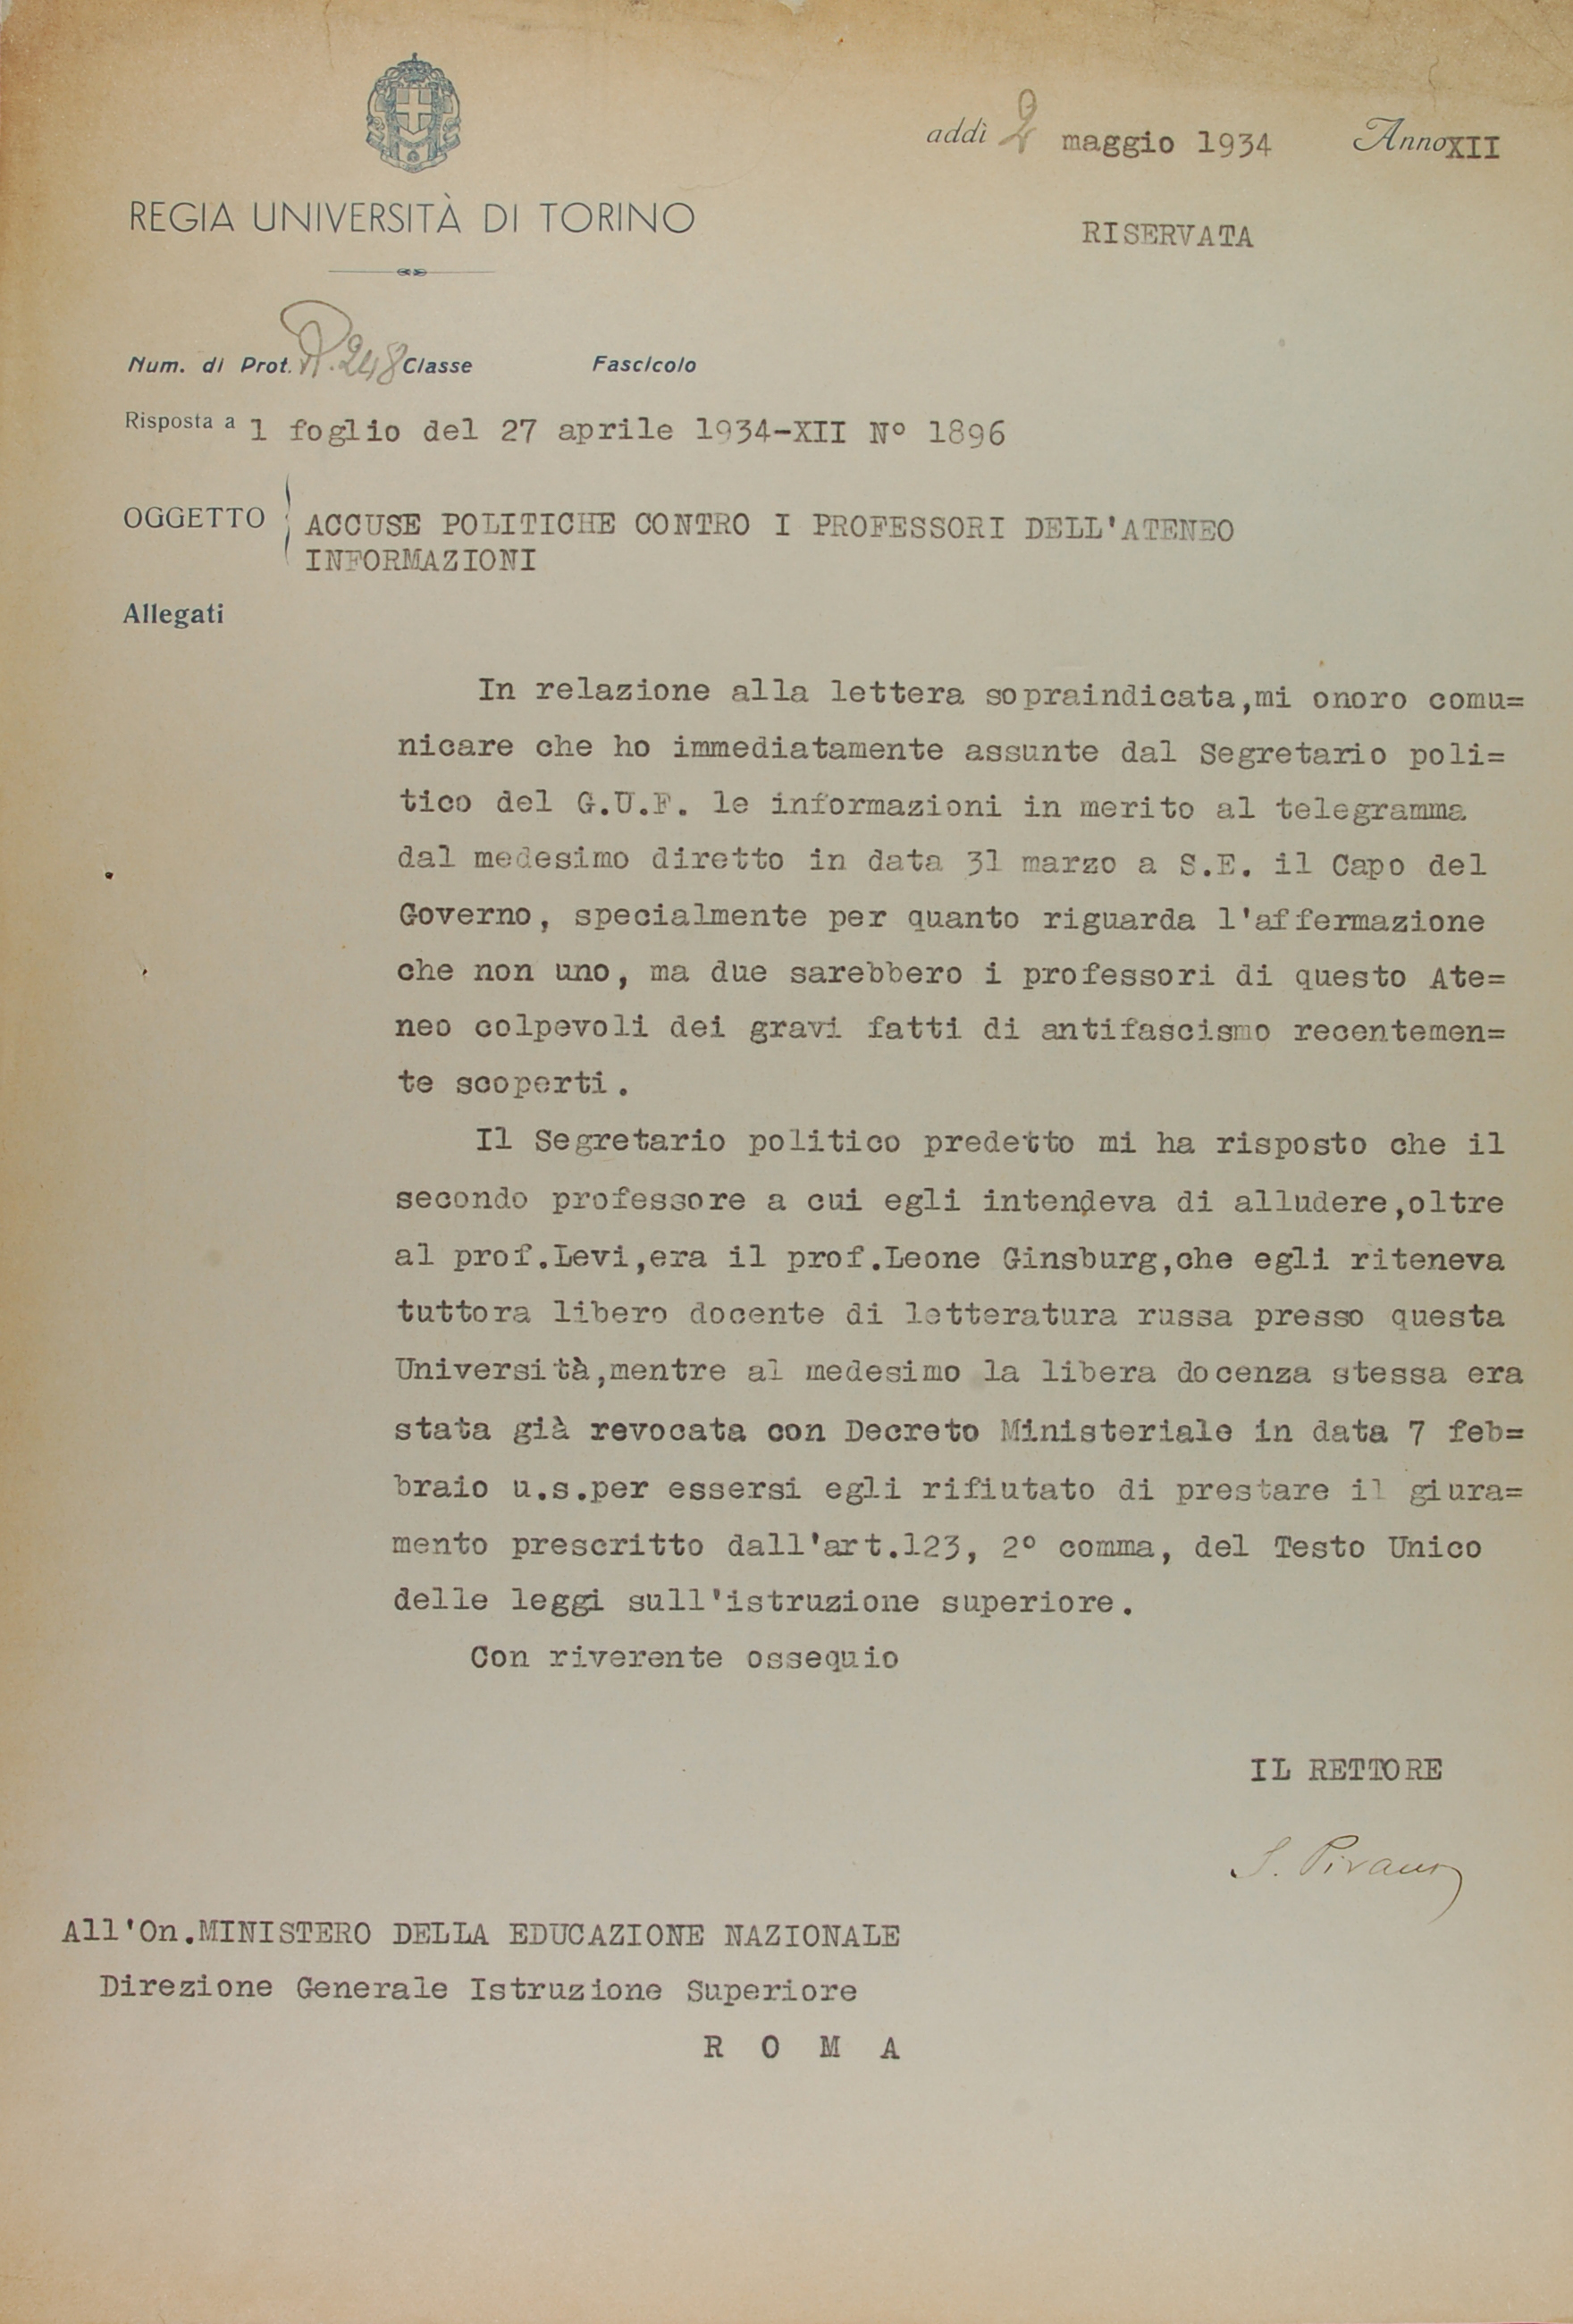 addì 2 maggio 1934 Anno XII
REGIA UNIVERSITÀ DI TORINO
RISERVATA
Num. di Prot. R. 248 Classe Fascicolo
Risposta a 1 foglio del 27 aprile 1934-XII N° 1896
OGGETTO ACCUSE POLITICHE CONTRO I PROFESSORI DELL'ATENEO
INFORMAZIONI
Allegati
In relazione alla lettera sopraindicata,mi onoro comu=
nicare che ho immediatamente assunte dal Segretario poli=
tico del G.U.F. le informazioni in merito al telegramma
dal medesimo diretto in data 31 marzo a S.E. il Capo del
Governo, specialmente per quanto riguarda l'affermazione
che non uno, ma due sarebbero i professori di questo Ate=
neo colpevoli dei gravi fatti di antifascismo recentemen=
te scoperti.
Il Segretario politico predetto mi ha risposto che il
secondo professore a cui egli intendeva di alludere,oltre
al prof.Levi,era il prof.Leone Ginsburg,che egli riteneva
tuttora libero docente di letteratura russa presso questa
Università,mentre al medesimo la libera docenza stessa era
stata già revocata con Decreto Ministeriale in data 7 feb=
braio u.s.per essersi egli rifiutato di prestare il giura=
mento prescritto dall'art.123, 2° comma, del Testo Unico
delle leggi sull'istruzione superiore.
Con riverente ossequio
IL RETTORE
S. Pivano
All'On.MINISTERO DELLA EDUCAZIONE NAZIONALE
Direzione Generale Istruzione Superiore
R O M A